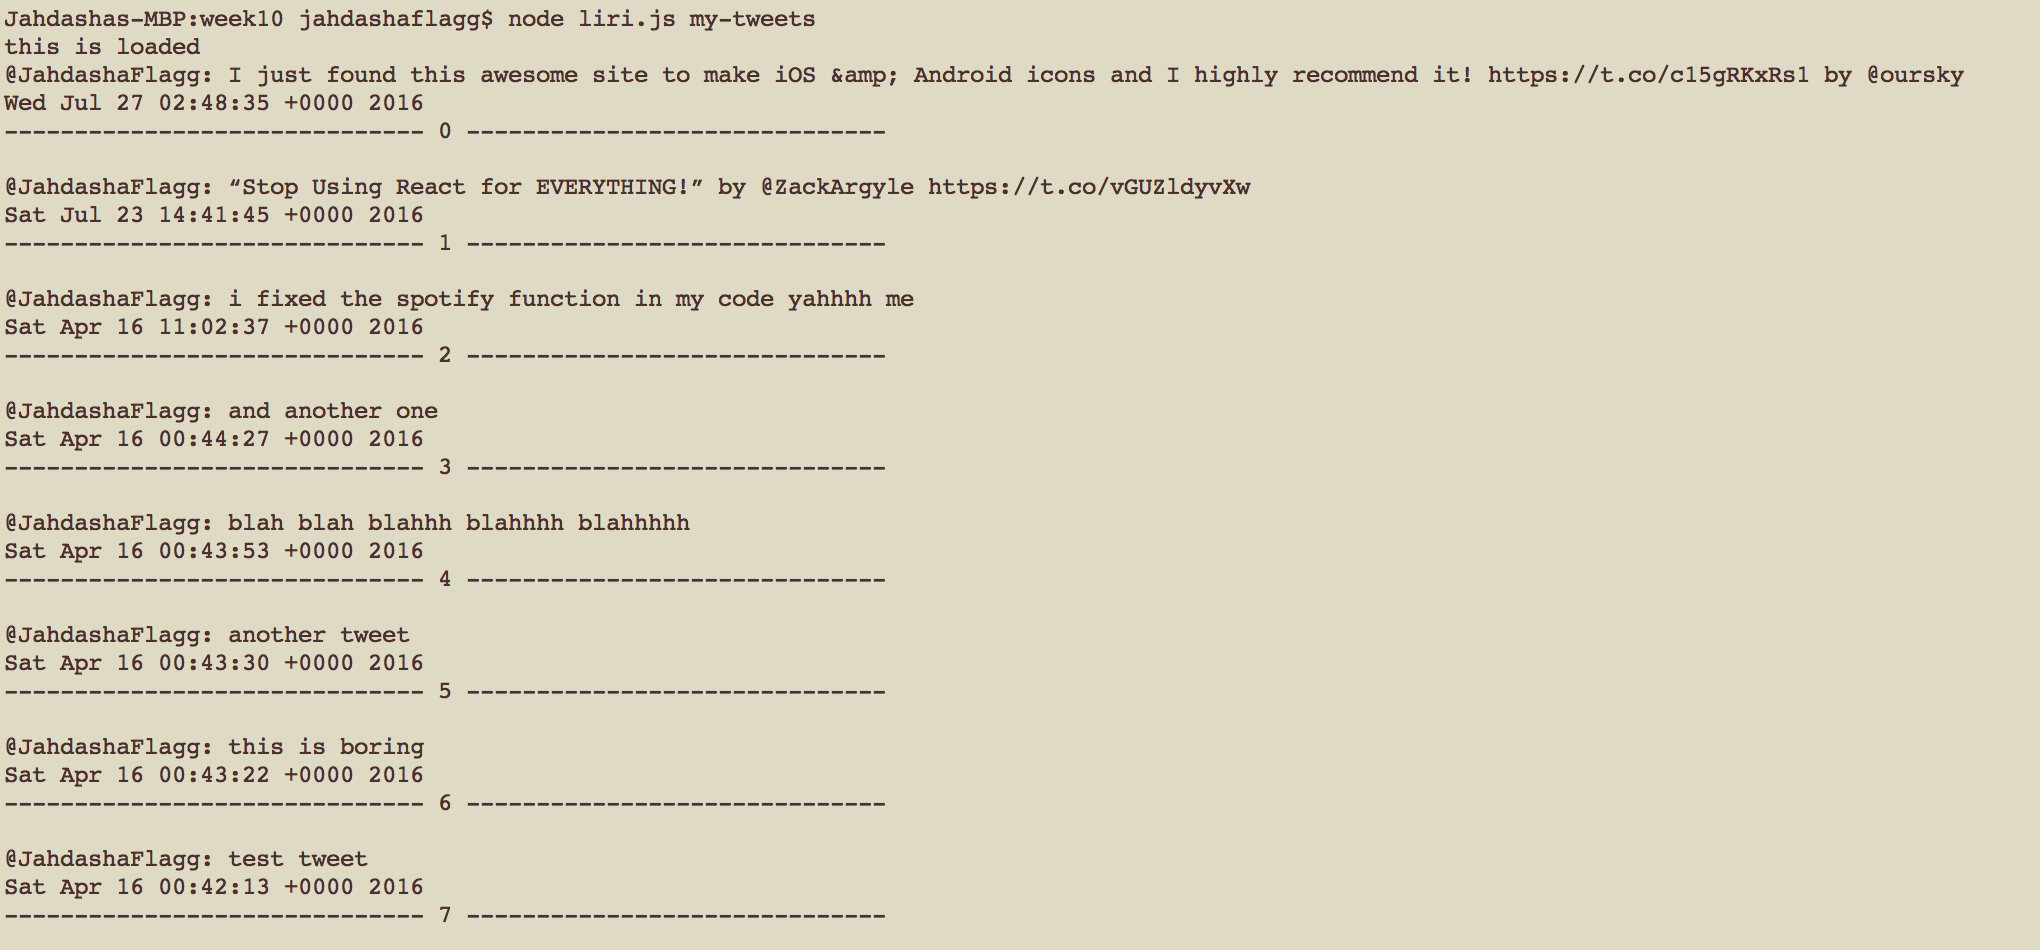 Jahdashas-MBP:week10 jahdashaflagg$ node liri.js my-tweets
this is loaded
@JahdashaFlagg: I just found this awesome site to make iOS &amp; Android icons and I highly recommend it! https://t.co/c15gRKxRs1 by @oursky
Wed Jul 27 02:48:35 +0000 2016
------------------------------ 0 ------------------------------
@JahdashaFlagg: “Stop Using React for EVERYTHING!” by @ZackArgyle https://t.co/vGUZldyvXw
Sat Jul 23 14:41:45 +0000 2016
------------------------------ 1 ------------------------------
@JahdashaFlagg: i fixed the spotify function in my code yahhhh me
Sat Apr 16 11:02:37 +0000 2016
------------------------------ 2 ------------------------------
@JahdashaFlagg: and another one
Sat Apr 16 00:44:27 +0000 2016
------------------------------ 3 ------------------------------
@JahdashaFlagg: blah blah blahhh blahhhh blahhhhh
Sat Apr 16 00:43:53 +0000 2016
------------------------------ 4 ------------------------------
@JahdashaFlagg: another tweet
Sat Apr 16 00:43:30 +0000 2016
------------------------------ 5 ------------------------------
@JahdashaFlagg: this is boring
Sat Apr 16 00:43:22 +0000 2016
------------------------------ 6 ------------------------------
@JahdashaFlagg: test tweet
Sat Apr 16 00:42:13 +0000 2016
------------------------------ 7 ------------------------------